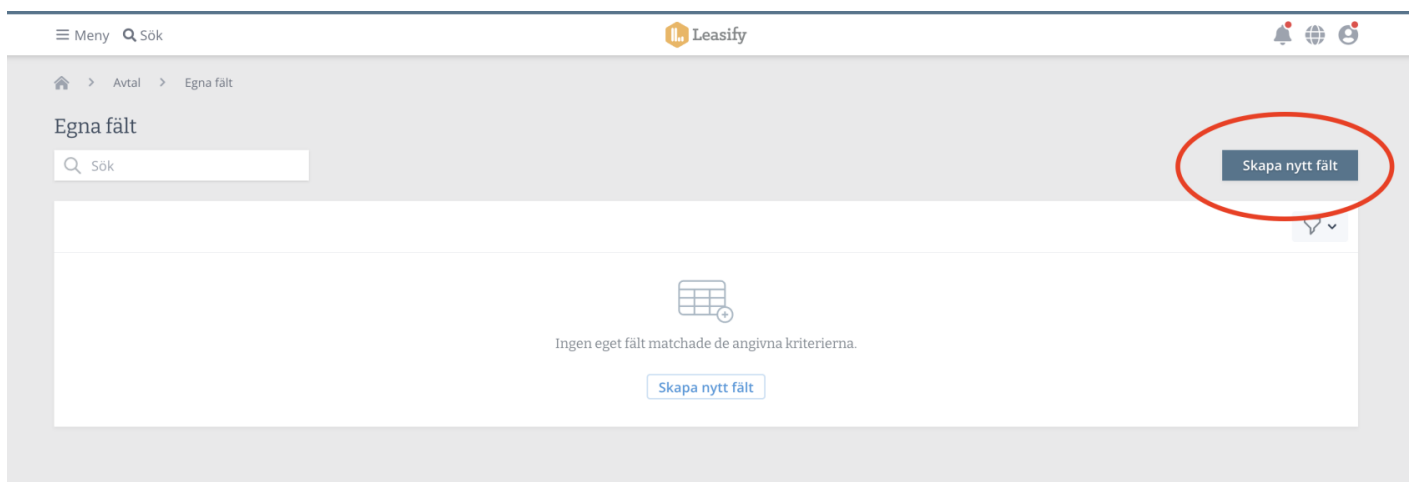 Meny Sök Leasify
Avtal Egna fält
Egna fält
Sök
Skapa nytt fält
Ingen eget fält matchade de angivna kriterierna.
Skapa nytt fält